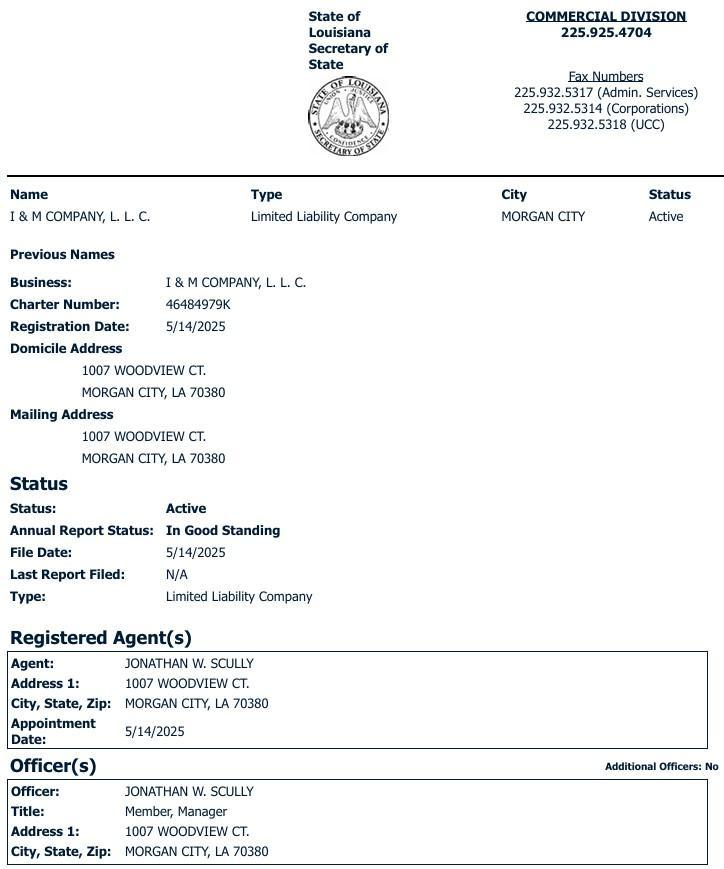 State of
Louisiana
Secretary of
State
STATE OF LOUISIANA
UNION JUSTICE
CONFIDENCE
SECRETARY OF STATE
COMMERCIAL DIVISION
225.925.4704
Fax Numbers
225.932.5317 (Admin. Services)
225.932.5314 (Corporations)
225.932.5318 (UCC)
Name Type City Status
I & M COMPANY, L. L. C. Limited Liability Company MORGAN CITY Active
Previous Names
Business: I & M COMPANY, L. L. C.
Charter Number: 46484979K
Registration Date: 5/14/2025
Domicile Address
1007 WOODVIEW CT.
MORGAN CITY, LA 70380
Mailing Address
1007 WOODVIEW CT.
MORGAN CITY, LA 70380
Status
Status: Active
Annual Report Status: In Good Standing
File Date: 5/14/2025
Last Report Filed: N/A
Type: Limited Liability Company
Registered Agent(s)
Agent: JONATHAN W. SCULLY
Address 1: 1007 WOODVIEW CT.
City, State, Zip: MORGAN CITY, LA 70380
Appointment
Date: 5/14/2025
Officer(s) Additional Officers: No
Officer: JONATHAN W. SCULLY
Title: Member, Manager
Address 1: 1007 WOODVIEW CT.
City, State, Zip: MORGAN CITY, LA 70380